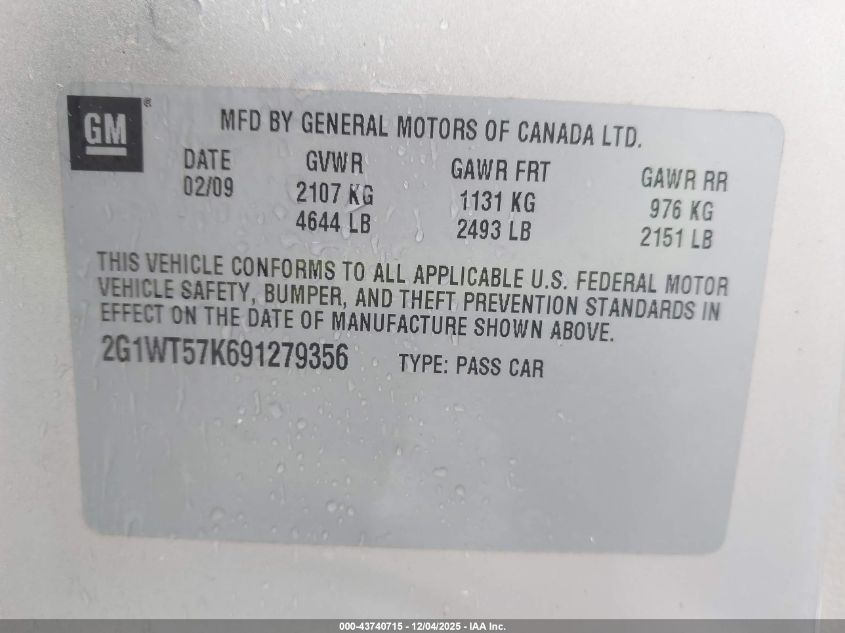 GM®
MFD BY GENERAL MOTORS OF CANADA LTD.
DATE GVWR GAWR FRT GAWR RR
02/09 2107 KG 1131 KG 976 KG
4644 LB 2493 LB 2151 LB
THIS VEHICLE CONFORMS TO ALL APPLICABLE U.S. FEDERAL MOTOR
VEHICLE SAFETY, BUMPER, AND THEFT PREVENTION STANDARDS IN
EFFECT ON THE DATE OF MANUFACTURE SHOWN ABOVE.
2G1WT57K691279356 TYPE: PASS CAR
000-43740715 - 12/04/2025 - IAA Inc.